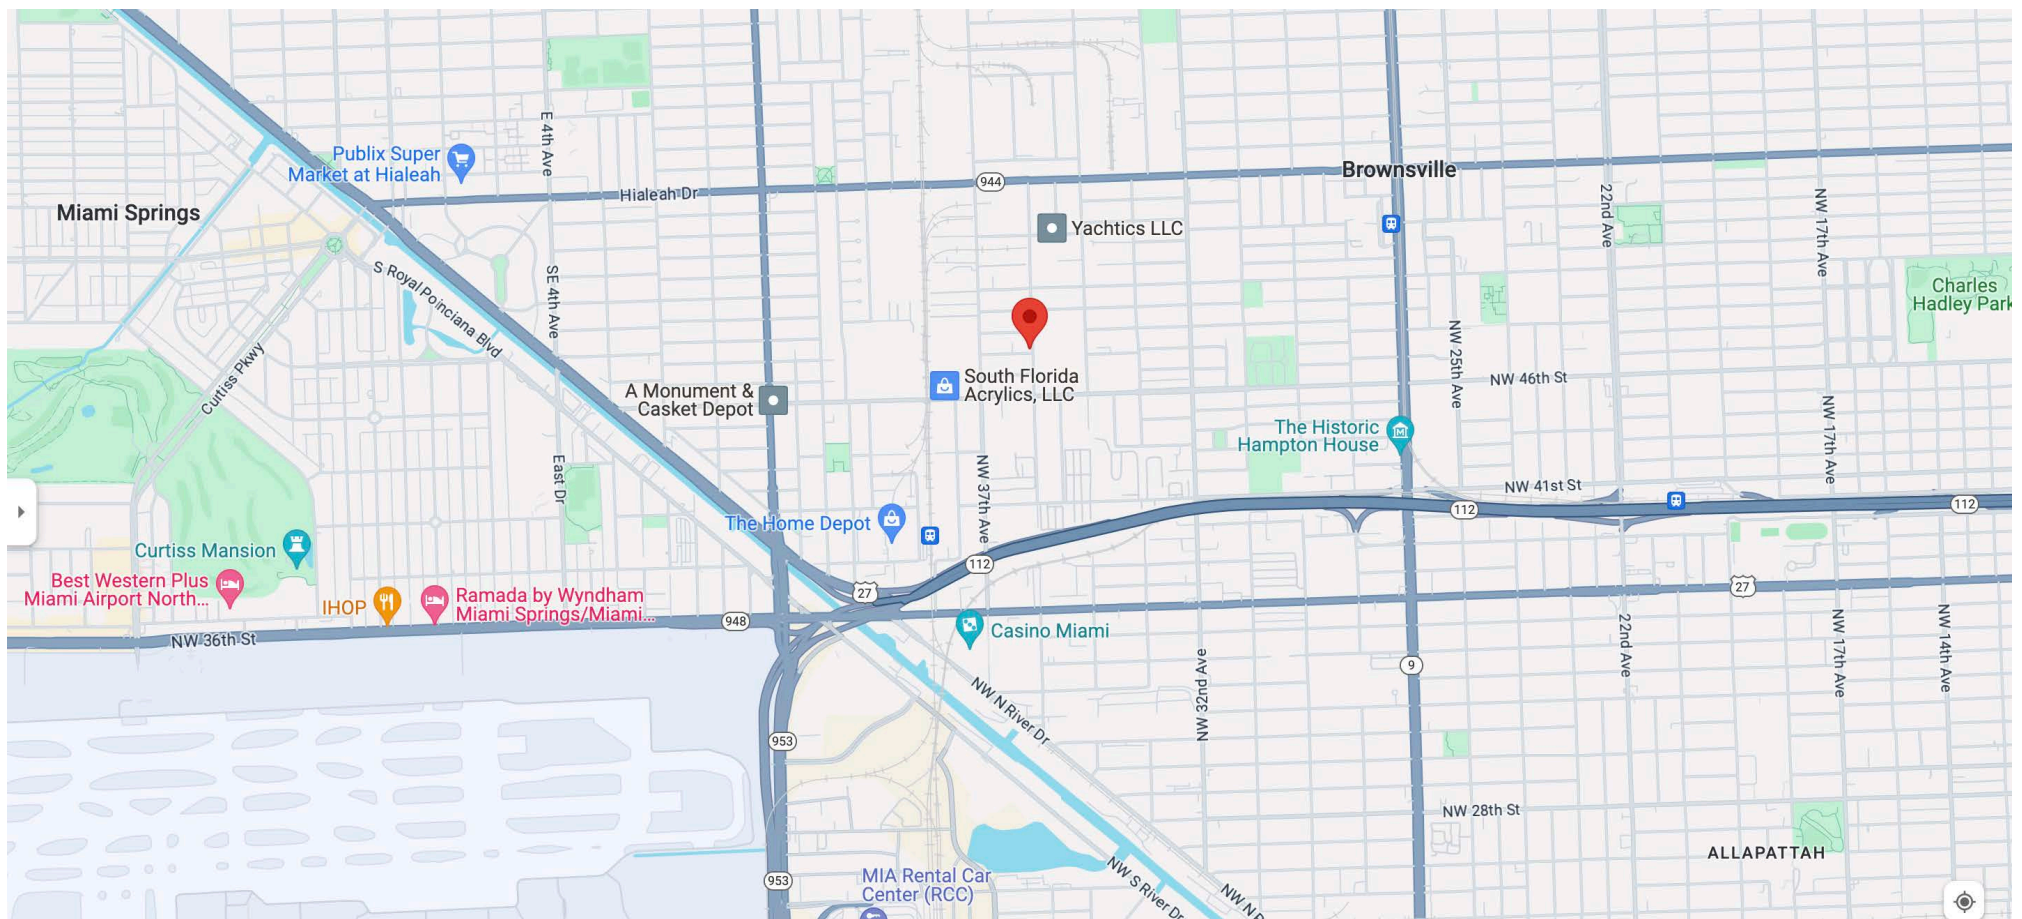 E 4th Ave
Publix Super
Market at Hialeah
Hialeah Dr
944
Brownsville
Miami Springs
22nd Ave
NW 17th Ave
Yachtics LLC
S Royal Poinciana Blvd
SE 4th Ave
Charles
Hadley Park
NW 25th Ave
NW 46th St
Curtiss Pkwy
A Monument &
Casket Depot
South Florida
Acrylics, LLC
The Historic
Hampton House
NW 17th Ave
East Dr
NW 37th Ave
NW 41st St
112
112
The Home Depot
Curtiss Mansion
112
Best Western Plus
Miami Airport North...
IHOP
Ramada by Wyndham
Miami Springs/Miami...
27
27
948
NW 36th St
Casino Miami
22nd Ave
NW 17th Ave
NW 14th Ave
NW 32nd Ave
9
NW N River Dr
953
NW 28th St
ALLAPATTAH
953
MIA Rental Car
Center (RCC)
NW S River Dr